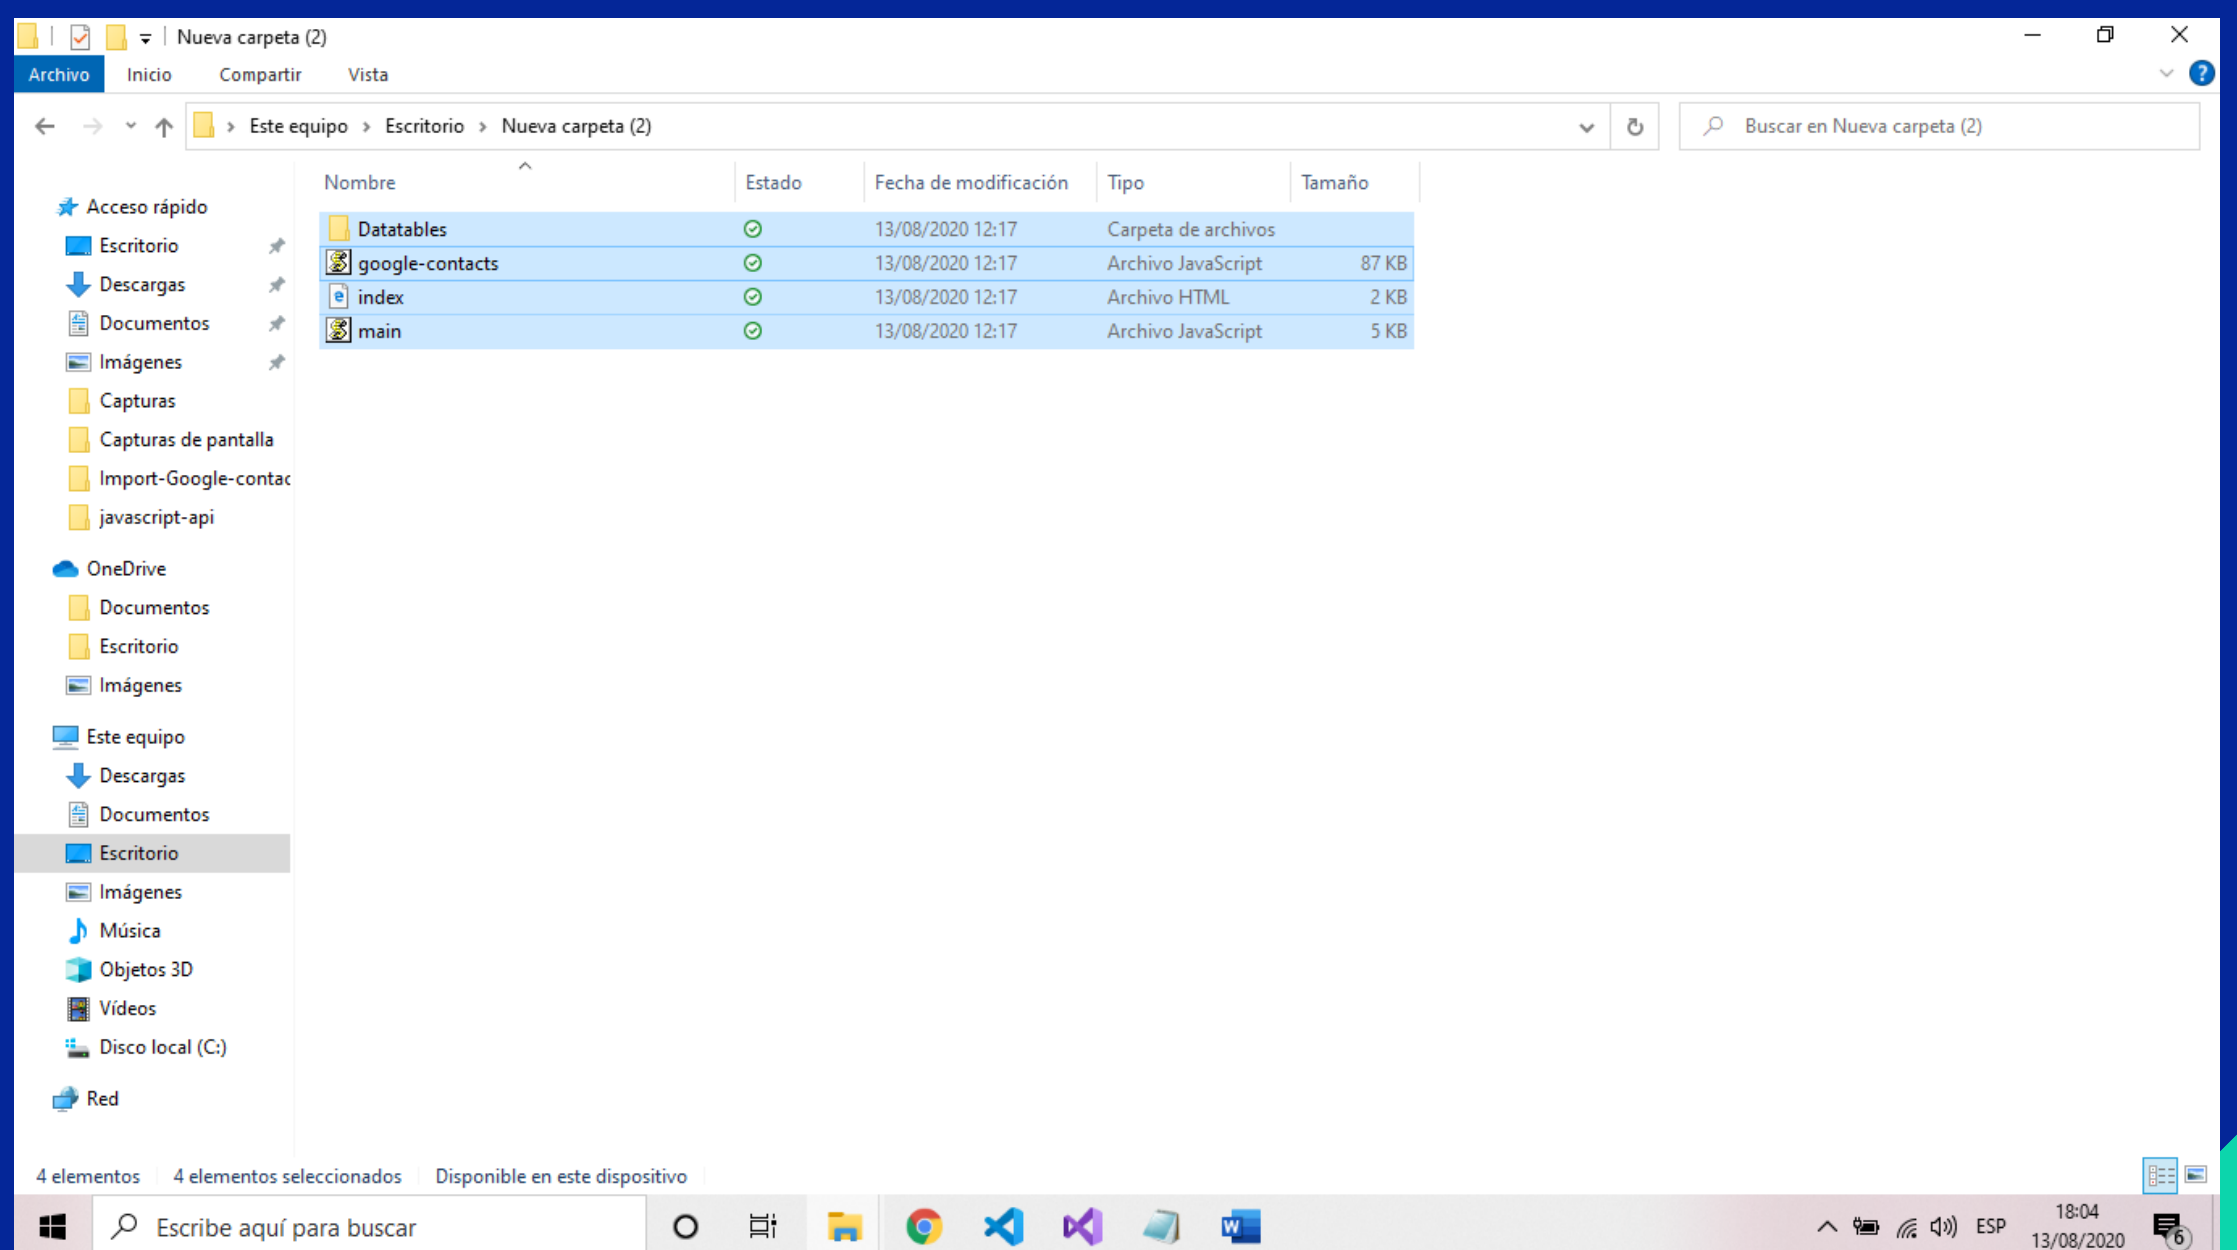 Nueva carpeta (2)
Archivo Inicio Compartir Vista
Este equipo Escritorio Nueva carpeta (2)
Buscar en Nueva carpeta (2)
Nombre Estado Fecha de modificación Tipo Tamaño
Datatables 13/08/2020 12:17 Carpeta de archivos
google-contacts 13/08/2020 12:17 Archivo JavaScript 87 KB
index 13/08/2020 12:17 Archivo HTML 2 KB
main 13/08/2020 12:17 Archivo JavaScript 5 KB
Acceso rápido
Escritorio
Descargas
Documentos
Imágenes
Capturas
Capturas de pantalla
Import-Google-contac
javascript-api
OneDrive
Documentos
Escritorio
Imágenes
Este equipo
Descargas
Documentos
Escritorio
Imágenes
Música
Objetos 3D
Vídeos
Disco local (C:)
Red
4 elementos 4 elementos seleccionados Disponible en este dispositivo
Escribe aquí para buscar
ESP
18:04
13/08/2020
6